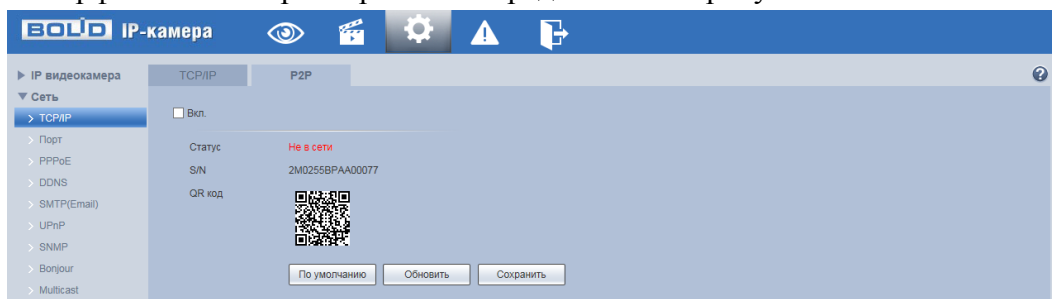 BOLID IP-камера
IP видеокамера
Сеть
TCP/IP
Порт
PPPoE
DDNS
SMTP(Email)
UPnP
SNMP
Bonjour
Multicast
TCP/IP P2P
Вкл.
Статус Не в сети
S/N 2M0255BPAA00077
QR код
По умолчанию Обновить Сохранить